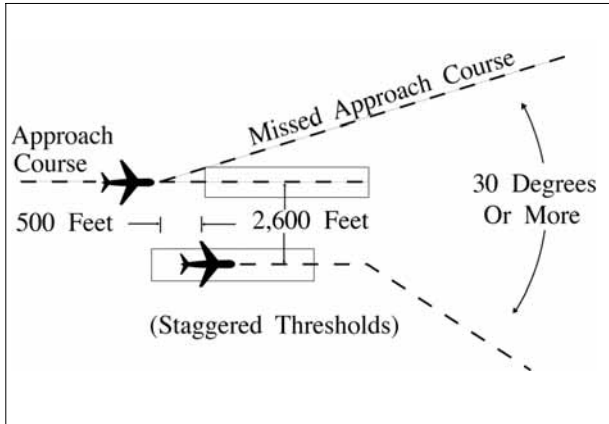 Missed Approach Course
Approach
Course
30 Degrees
Or More
500 Feet
2,600 Feet
(Staggered Thresholds)